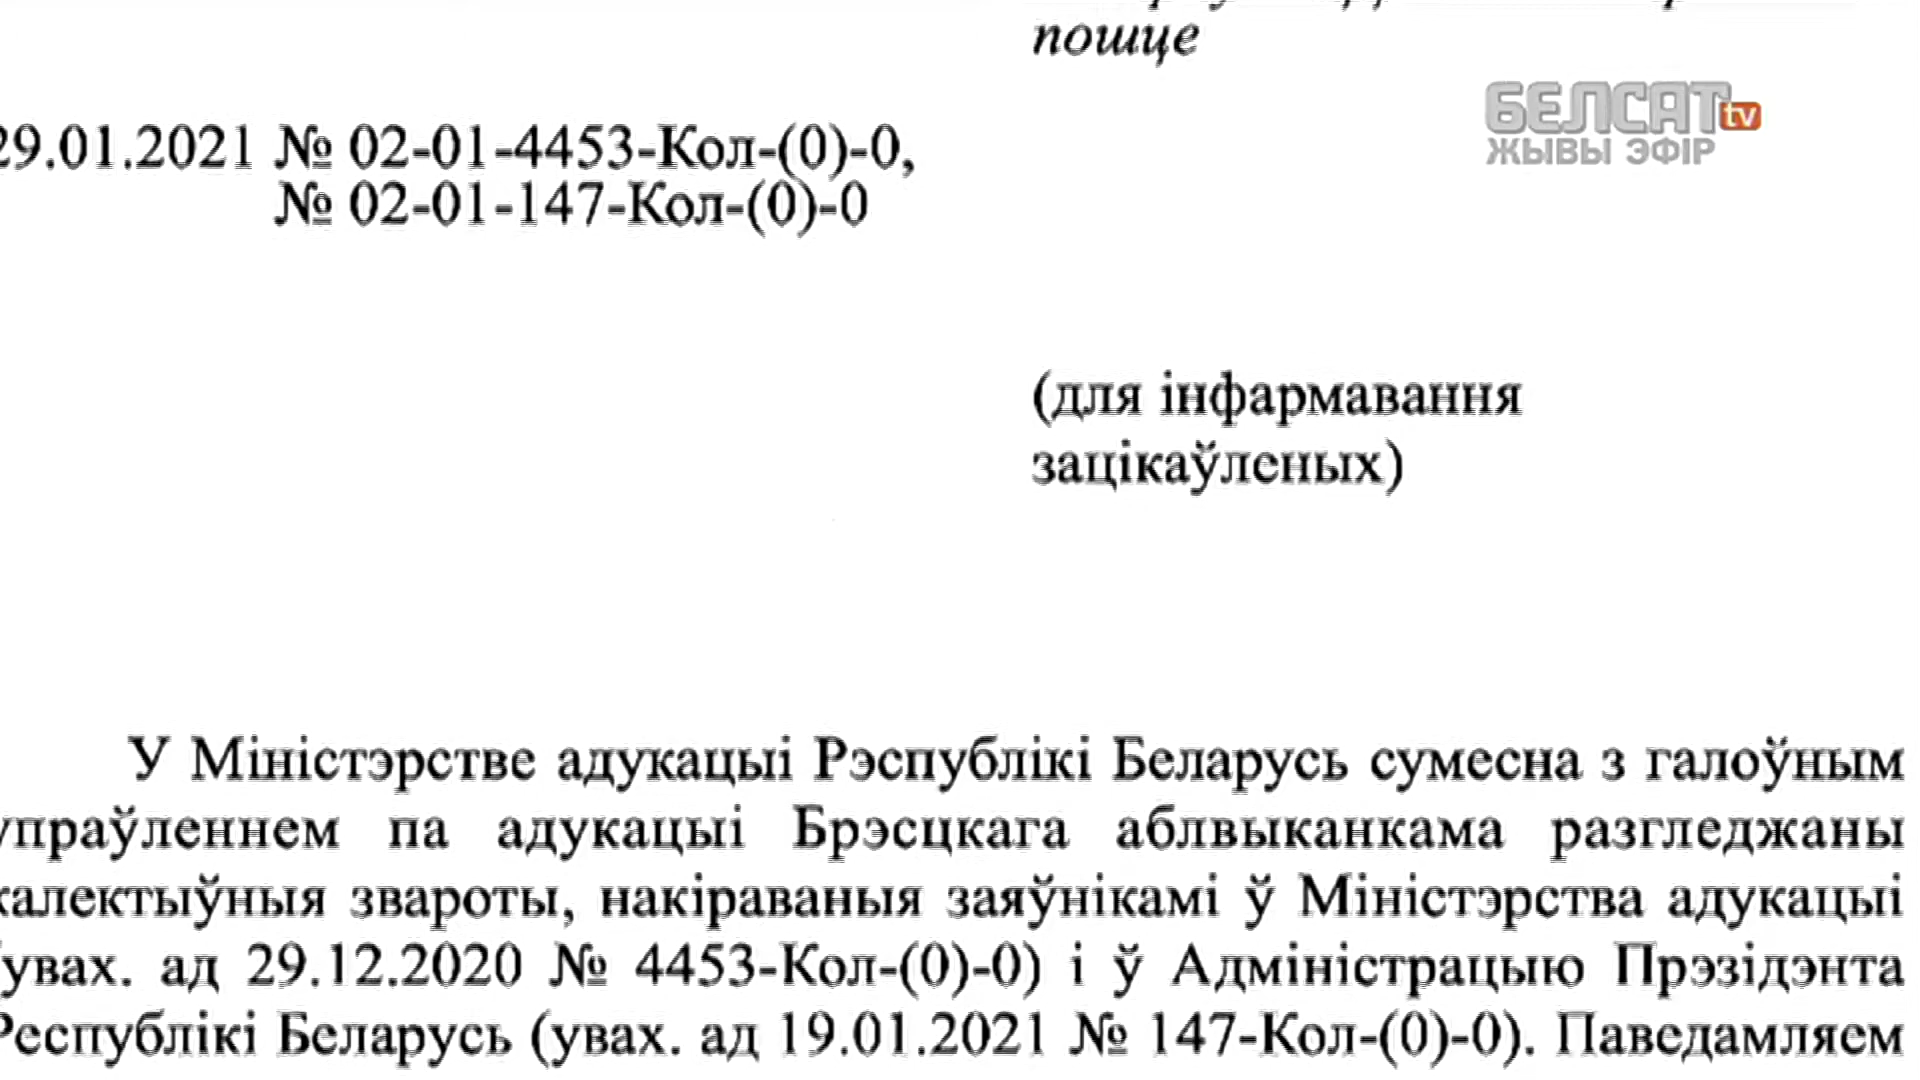 пошце
БЕЛСАТ tv
ЖЫВЫ ЭФІР
29.01.2021 № 02-01-4453-Кол-(0)-0,
№ 02-01-147-Кол-(0)-0
(для інфармавання
зацікаўленых)
У Міністэрстве адукацыі Рэспублікі Беларусь сумесна з галоўным
упраўленнем па адукацыі Брэсцкага аблвыканкама разгледжаны
калектыўныя звароты, накіраваныя заяўнікамі ў Міністэрства адукацыі
(увах. ад 29.12.2020 № 4453-Кол-(0)-0) і ў Адміністрацыю Прэзідэнта
Рэспублікі Беларусь (увах. ад 19.01.2021 № 147-Кол-(0)-0). Паведамляем